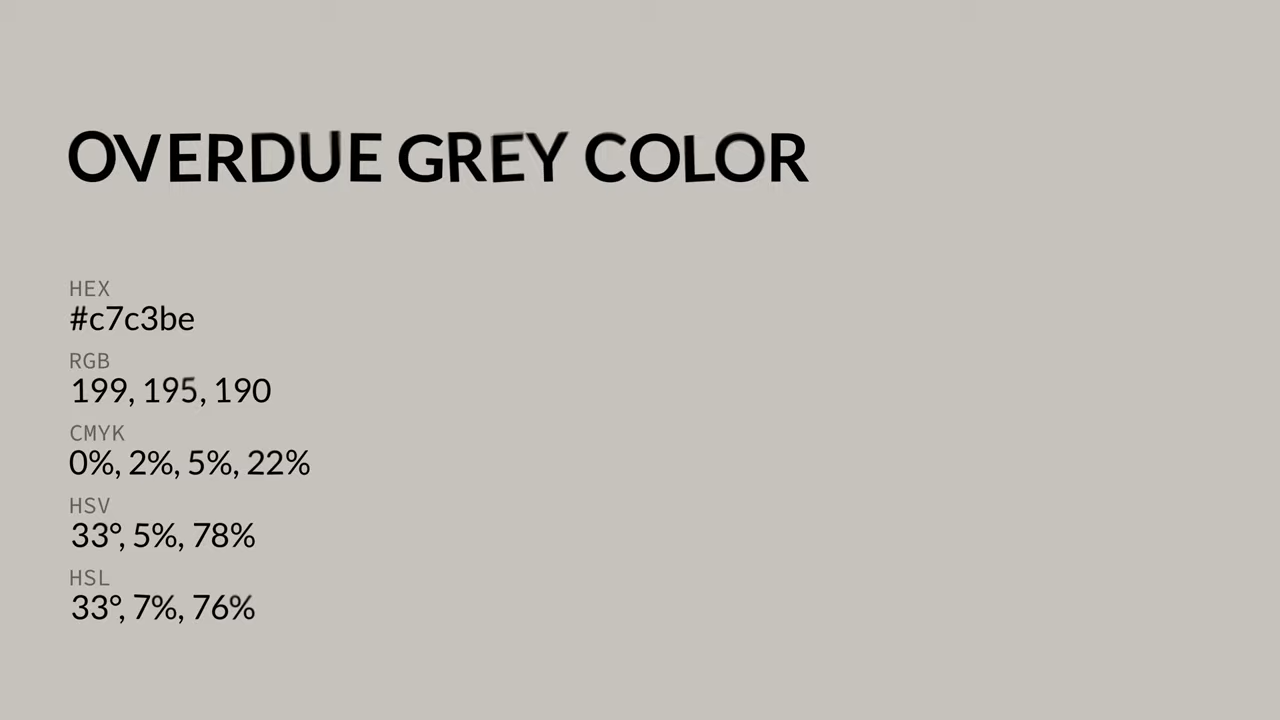 OVERDUE GREY COLOR
HEX
#c7c3be
RGB
199, 195, 190
CMYK
0%, 2%, 5%, 22%
HSV
33°, 5%, 78%
HSL
33°, 7%, 76%